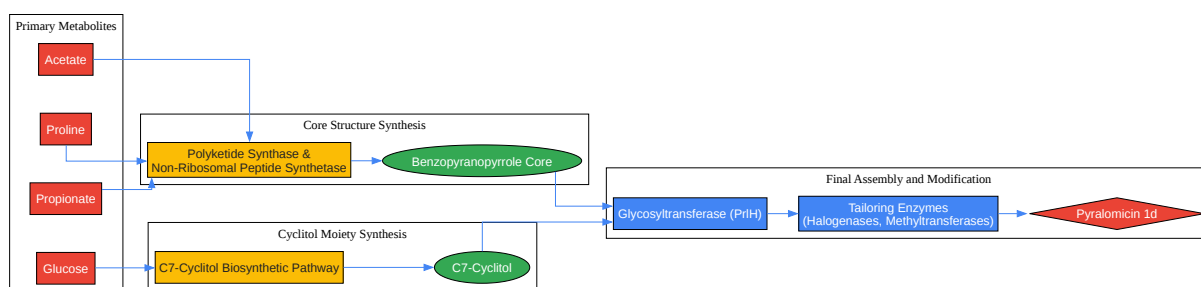 Primary Metabolites
Acetate
Proline
Propionate
Glucose
Core Structure Synthesis
Polyketide Synthase &
Non-Ribosomal Peptide Synthetase
Benzopyranopyrrole Core
Cyclitol Moiety Synthesis
C7-Cyclitol Biosynthetic Pathway
C7-Cyclitol
Final Assembly and Modification
Glycosyltransferase (PrlH)
Tailoring Enzymes
(Halogenases, Methyltransferases)
Pyralomicin 1d